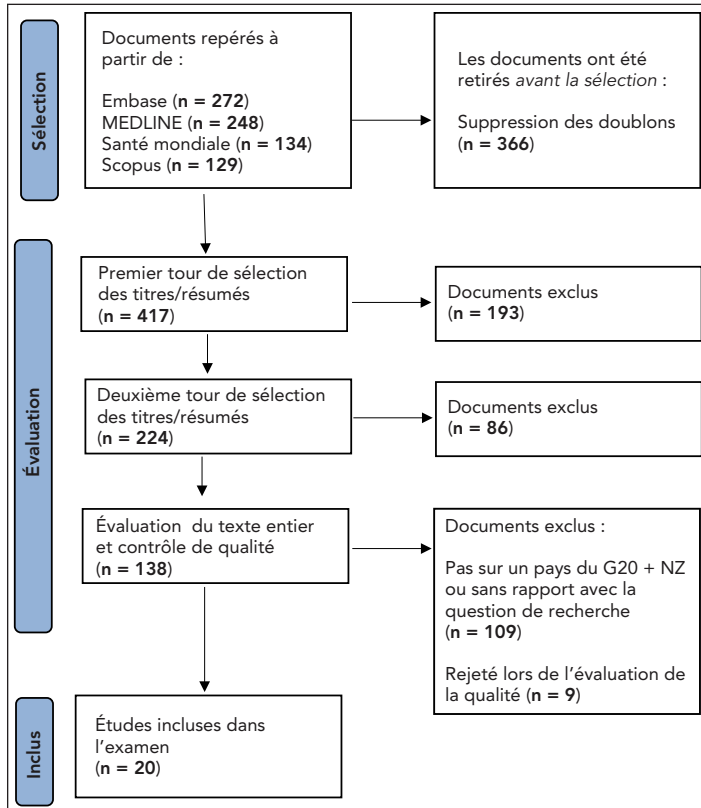 Sélection
Documents repérés à
partir de :
Embase (n = 272)
MEDLINE (n = 248)
Santé mondiale (n = 134)
Scopus (n = 129)
Les documents ont été
retirés avant la sélection :
Suppression des doublons
(n = 366)
Évaluation
Premier tour de sélection
des titres/résumés
(n = 417)
Documents exclus
(n = 193)
Deuxième tour de sélection
des titres/résumés
(n = 224)
Documents exclus
(n = 86)
Évaluation du texte entier
et contrôle de qualité
(n = 138)
Documents exclus :
Pas sur un pays du G20 + NZ
ou sans rapport avec la
question de recherche
(n = 109)
Rejeté lors de l'évaluation de
la qualité (n = 9)
Inclus
Études incluses dans
l'examen
(n = 20)